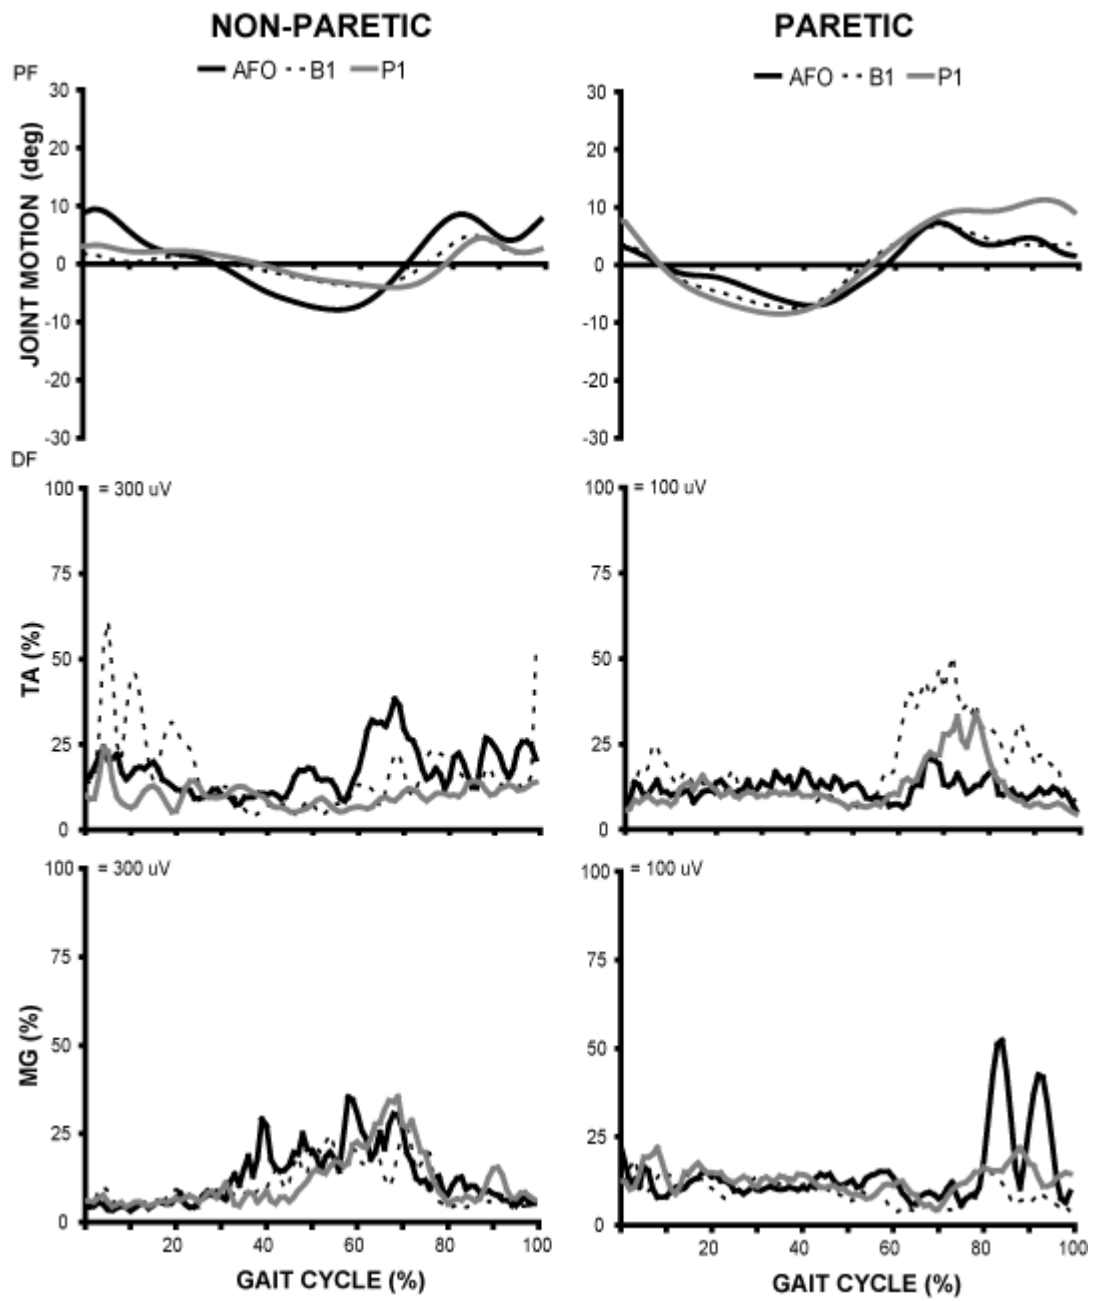 NON-PARETIC
PARETIC
PF
AFO B1 P1
AFO B1 P1
30
20
10
0
-10
-20
-30
JOINT MOTION (deg)
30
20
10
0
-10
-20
-30
DF
100
75
50
25
0
= 300 uV
TA (%)
100
75
50
25
0
= 100 uV
100
75
50
25
0
= 300 uV
MG (%)
20 40 60 80 100
GAIT CYCLE (%)
100
75
50
25
0
= 100 uV
20 40 60 80 100
GAIT CYCLE (%)